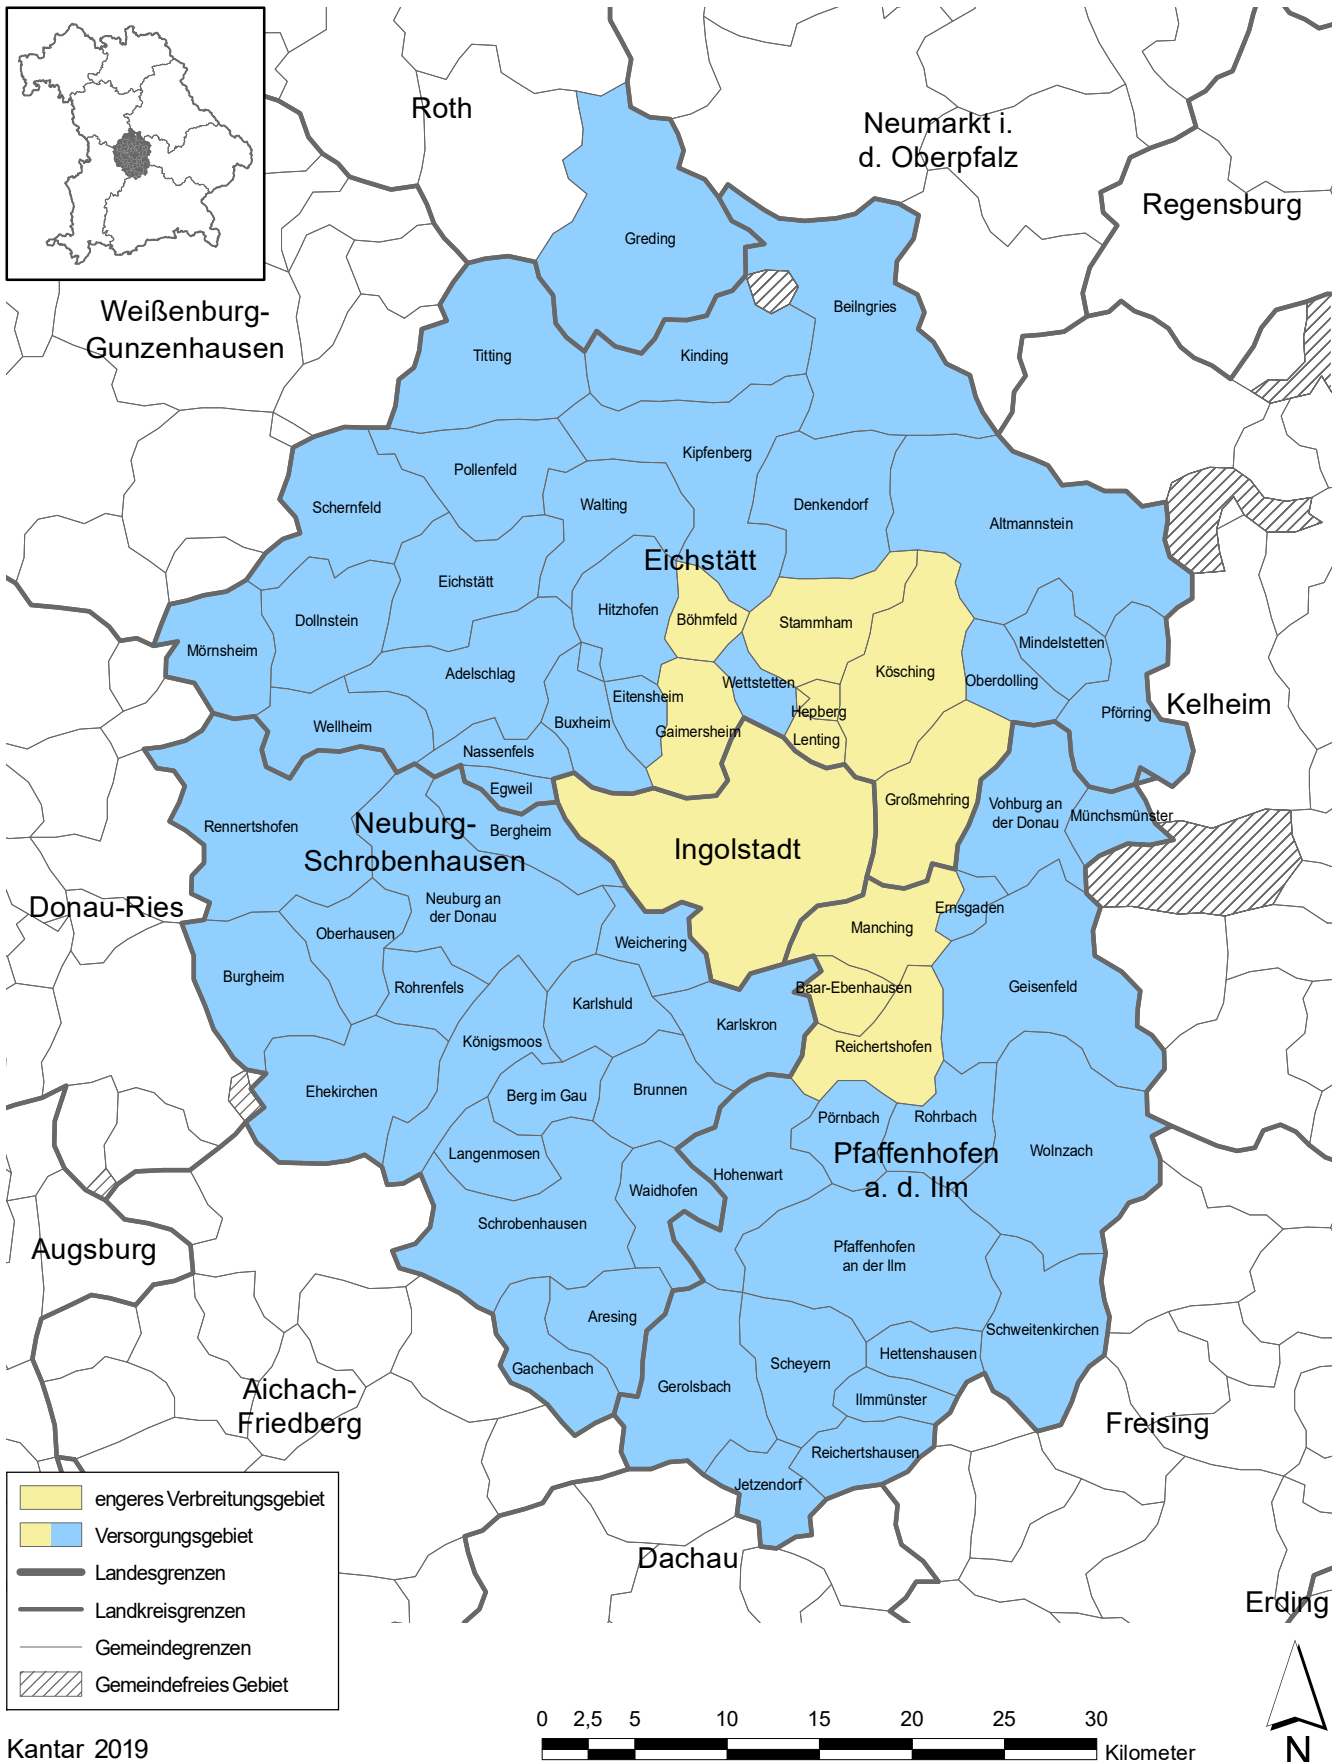 Roth
Neumarkt i.
d. Oberpfalz
Regensburg
Greding
Weißenburg-
Gunzenhausen
Beilngries
Titting
Kinding
Kipfenberg
Pollenfeld
Schernfeld
Walting
Denkendorf
Altmannstein
Eichstätt
Eichstätt
Hitzhofen
Böhmfeld
Stammham
Dollnstein
Mörnsheim
Mindelstetten
Adelschlag
Kösching
Wettstetten
Oberdolling
Eitensheim
Kelheim
Hepberg
Pförring
Wellheim
Buxheim
Gaimersheim
Lenting
Nassenfels
Egweil
Großmehring
Vohburg an
der Donau
Münchsmünster
Rennertshofen
Neuburg-
Schrobenhausen
Bergheim
Ingolstadt
Donau-Ries
Neuburg an
der Donau
Ernsgaden
Oberhausen
Manching
Weichering
Burgheim
Rohrenfels
Karlshuld
Baar-Ebenhausen
Geisenfeld
Karlskron
Königsmoos
Reichertshofen
Ehekirchen
Berg im Gau
Brunnen
Pörnbach
Rohrbach
Langenmosen
Pfaffenhofen
a. d. Ilm
Wolnzach
Hohenwart
Waidhofen
Schrobenhausen
Augsburg
Pfaffenhofen
an der Ilm
Aresing
Schweitenkirchen
Gachenbach
Scheyern
Hettenshausen
Gerolsbach
Aichach-
Friedberg
Ilmmünster
Freising
Reichertshausen
Jetzendorf
Dachau
Erding
engeres Verbreitungsgebiet
Versorgungsgebiet
Landesgrenzen
Landkreisgrenzen
Gemeindegrenzen
Gemeindefreies Gebiet
Kantar 2019
0 2,5 5 10 15 20 25 30
Kilometer
N